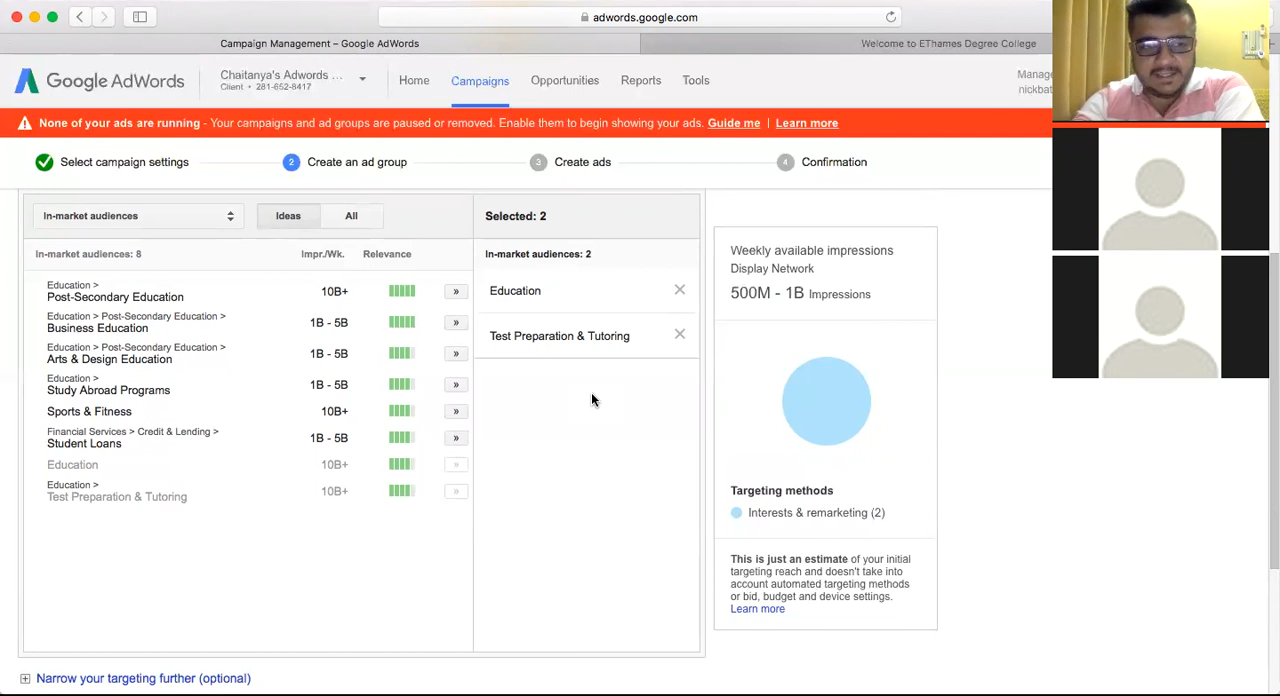 adwords.google.com
Campaign Management – Google AdWords
Welcome to EThames Degree College
Google AdWords
Chaitanya's Adwords ...
Client • 281-652-8417
Home
Campaigns
Opportunities
Reports
Tools
Manage
nickbat
None of your ads are running - Your campaigns and ad groups are paused or removed. Enable them to begin showing your ads. Guide me | Learn more
Select campaign settings
2 Create an ad group
3 Create ads
4 Confirmation
In-market audiences
Ideas
All
Selected: 2
In-market audiences: 8
Impr./Wk.
Relevance
In-market audiences: 2
Education >
Post-Secondary Education
10B+
»
Education > Post-Secondary Education >
Business Education
1B - 5B
»
Education > Post-Secondary Education >
Arts & Design Education
1B - 5B
»
Education >
Study Abroad Programs
1B - 5B
»
Sports & Fitness
10B+
»
Financial Services > Credit & Lending >
Student Loans
1B - 5B
»
Education
10B+
»
Education >
Test Preparation & Tutoring
10B+
»
Education
Test Preparation & Tutoring
Weekly available impressions
Display Network
500M - 1B Impressions
Targeting methods
Interests & remarketing (2)
This is just an estimate of your initial
targeting reach and doesn't take into
account automated targeting methods
or bid, budget and device settings.
Learn more
Narrow your targeting further (optional)